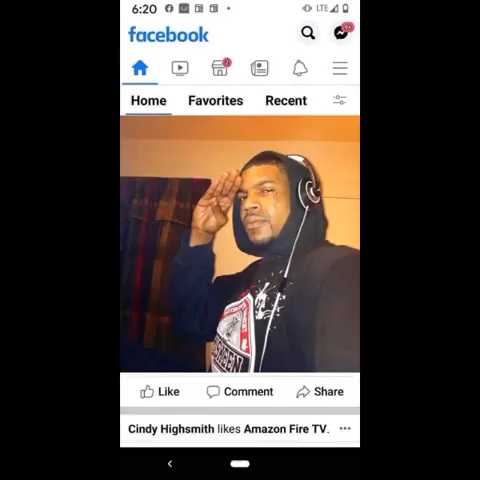 6:20 LTE
facebook
Home Favorites Recent
Like Comment Share
Cindy Highsmith likes Amazon Fire TV.